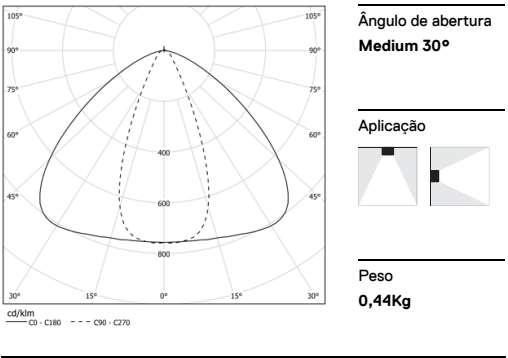 105° 105°
90° 90°
75° 75°
60° 60°
400
45° 45°
600
800
30° 15° 0° 15° 30°
cd/klm
C0 - C180 C90 - C270
Ângulo de abertura
Medium 30º
Aplicação
Peso
0,44Kg